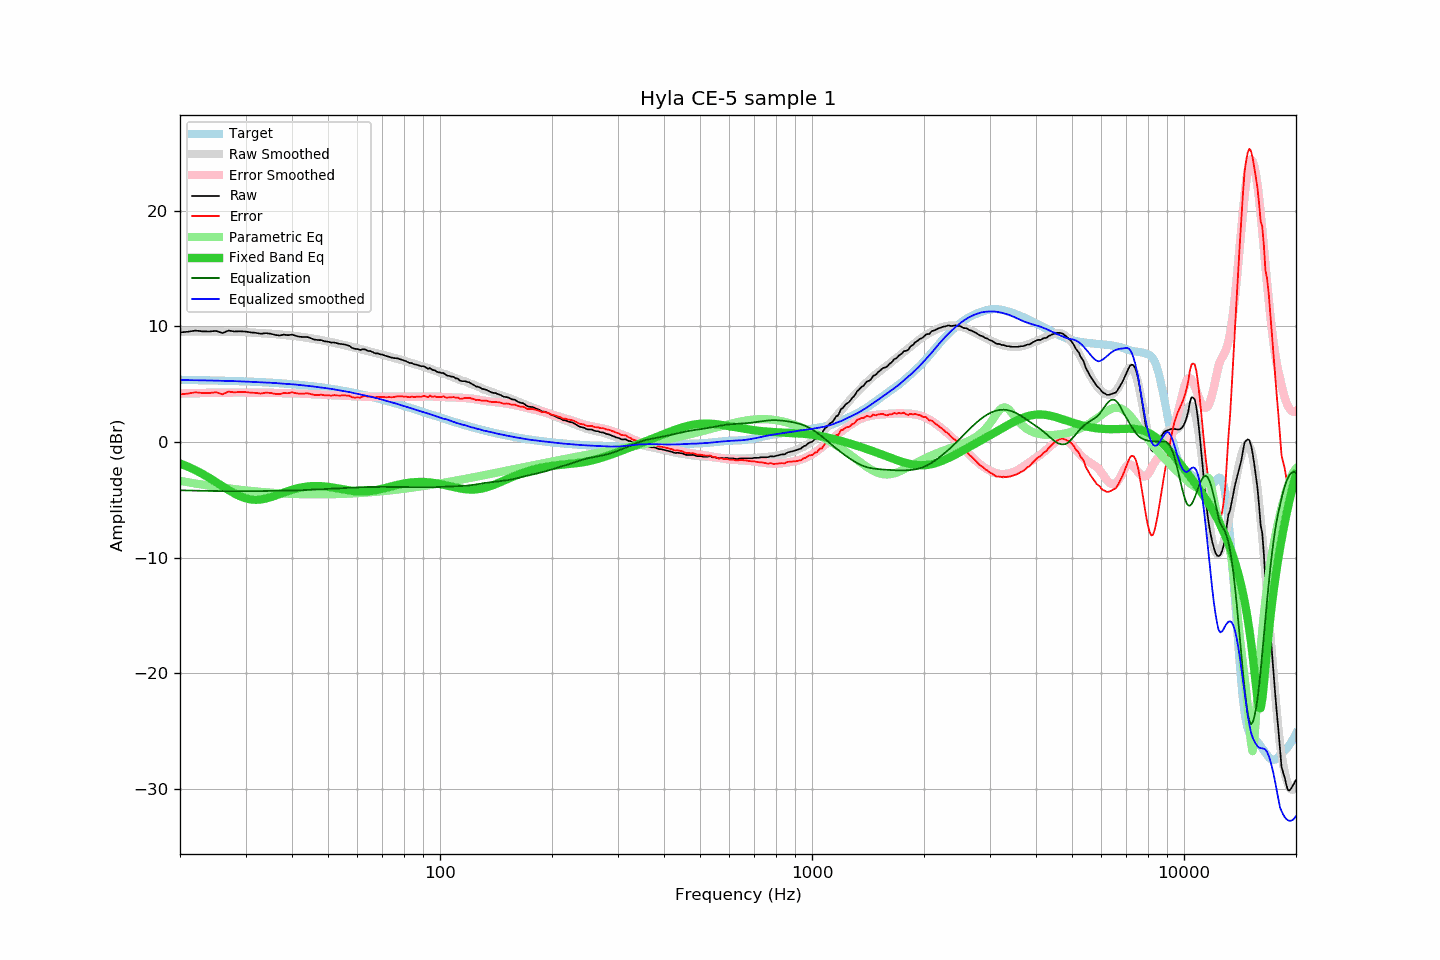 Hyla CE-5 sample 1
Target
Raw Smoothed
Error Smoothed
Raw
Error
Parametric Eq
Fixed Band Eq
Equalization
Equalized smoothed
20
10
0
−10
−20
−30
Amplitude (dBr)
100
1000
10000
Frequency (Hz)